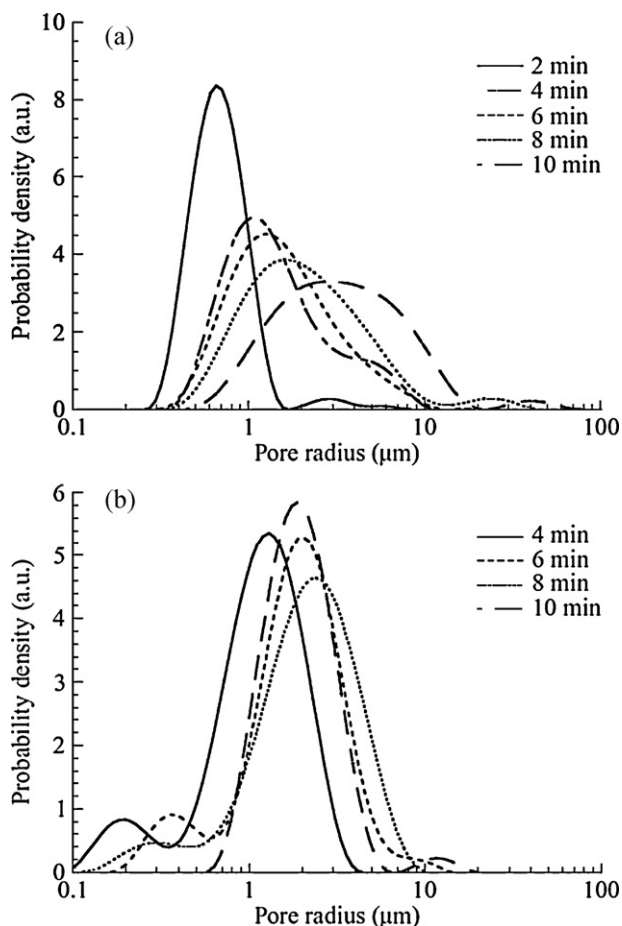 (a)
10
8
6
4
2
0
Probability density (a.u.)
2 min
4 min
6 min
8 min
10 min
0.1 1 10 100
Pore radius (μm)
(b)
6
5
4
3
2
1
0
Probability density (a.u.)
4 min
6 min
8 min
10 min
0.1 1 10 100
Pore radius (μm)